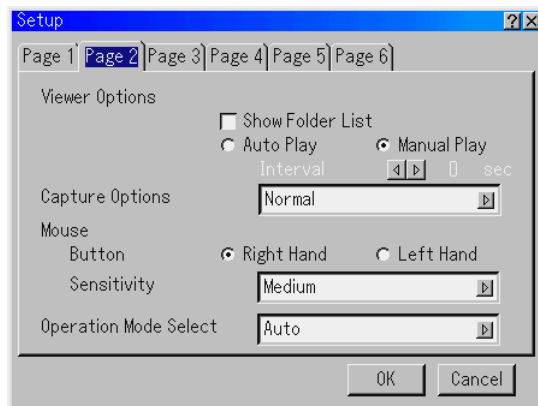 Setup
Page 1 Page 2 Page 3 Page 4 Page 5 Page 6
Viewer Options
Show Folder List
Auto Play Manual Play
Interval 0 sec
Capture Options Normal
Mouse
Button Right Hand Left Hand
Sensitivity Medium
Operation Mode Select Auto
OK Cancel